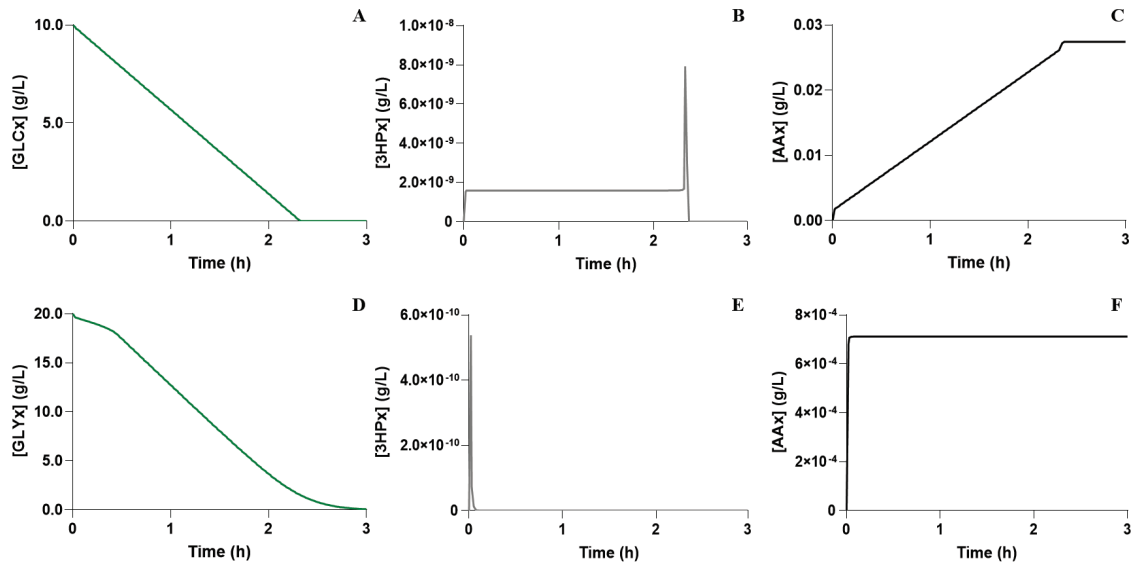 A
[GLCx] (g/L)
10.0
5.0
0.0
0 1 2 3
Time (h)
B
[3HPx] (g/L)
1.0×10⁻⁸
8.0×10⁻⁹
6.0×10⁻⁹
4.0×10⁻⁹
2.0×10⁻⁹
0
0 1 2 3
Time (h)
C
[AAx] (g/L)
0.03
0.02
0.01
0.00
0 1 2 3
Time (h)
D
[GLYx] (g/L)
20.0
15.0
10.0
5.0
0
0 1 2 3
Time (h)
E
[3HPx] (g/L)
6.0×10⁻¹⁰
4.0×10⁻¹⁰
2.0×10⁻¹⁰
0
0 1 2 3
Time (h)
F
[AAx] (g/L)
8×10⁻⁴
6×10⁻⁴
4×10⁻⁴
2×10⁻⁴
0
0 1 2 3
Time (h)